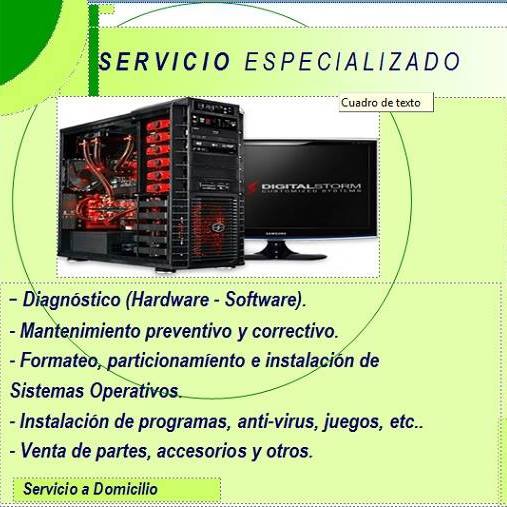 SERVICIO ESPECIALIZADO
Cuadro de texto
DIGITALSTORM
CUSTOMIZED SYSTEMS
SAMSUNG
- Diagnóstico (Hardware - Software).
- Mantenimiento preventivo y correctivo.
- Formateo, particionamiento e instalación de
Sistemas Operativos.
- Instalación de programas, anti-virus, juegos, etc..
- Venta de partes, accesorios y otros.
Servicio a Domicilio